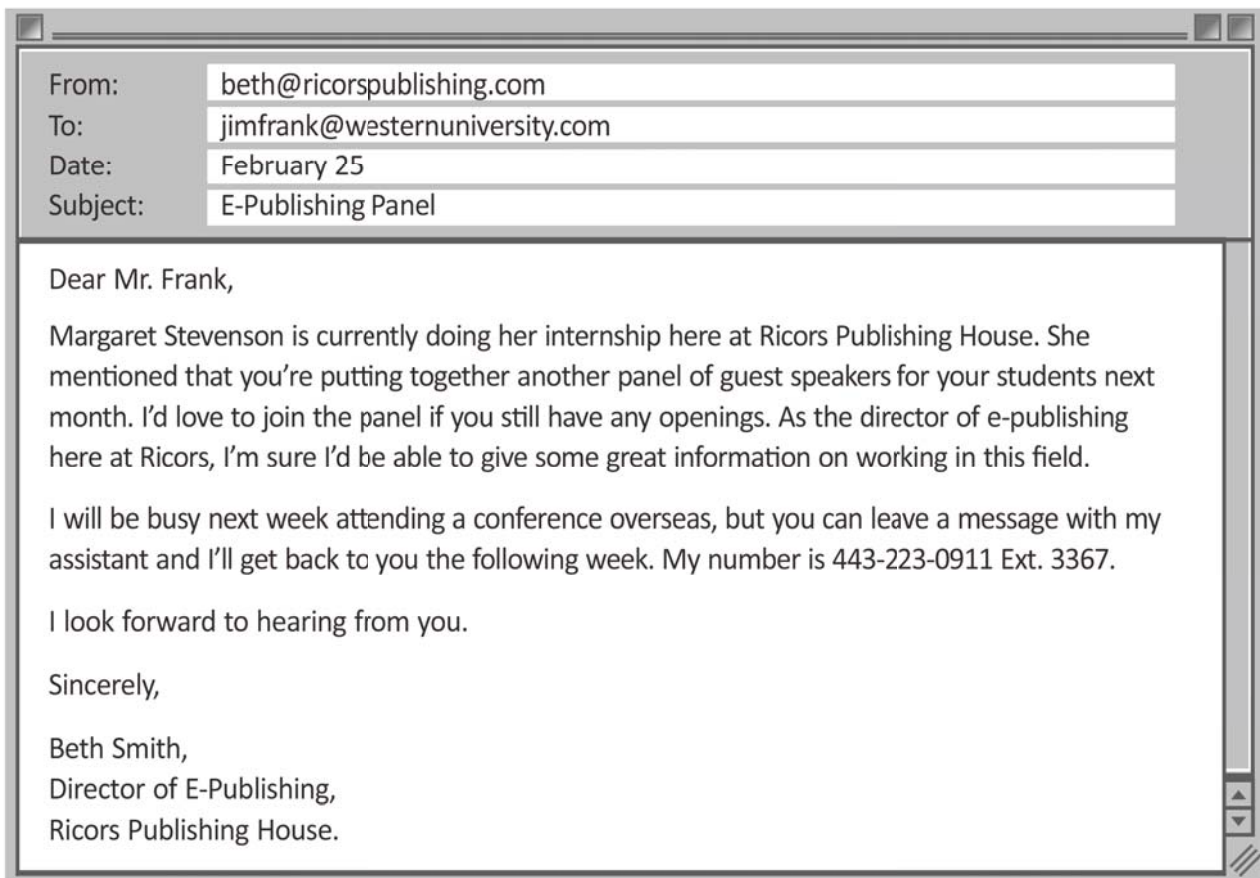 From: beth@ricorspublishing.com
To: jimfrank@westernuniversity.com
Date: February 25
Subject: E-Publishing Panel
Dear Mr. Frank,
Margaret Stevenson is currently doing her internship here at Ricors Publishing House. She
mentioned that you’re putting together another panel of guest speakers for your students next
month. I’d love to join the panel if you still have any openings. As the director of e-publishing
here at Ricors, I’m sure I’d be able to give some great information on working in this field.
I will be busy next week attending a conference overseas, but you can leave a message with my
assistant and I’ll get back to you the following week. My number is 443-223-0911 Ext. 3367.
I look forward to hearing from you.
Sincerely,
Beth Smith,
Director of E-Publishing,
Ricors Publishing House.